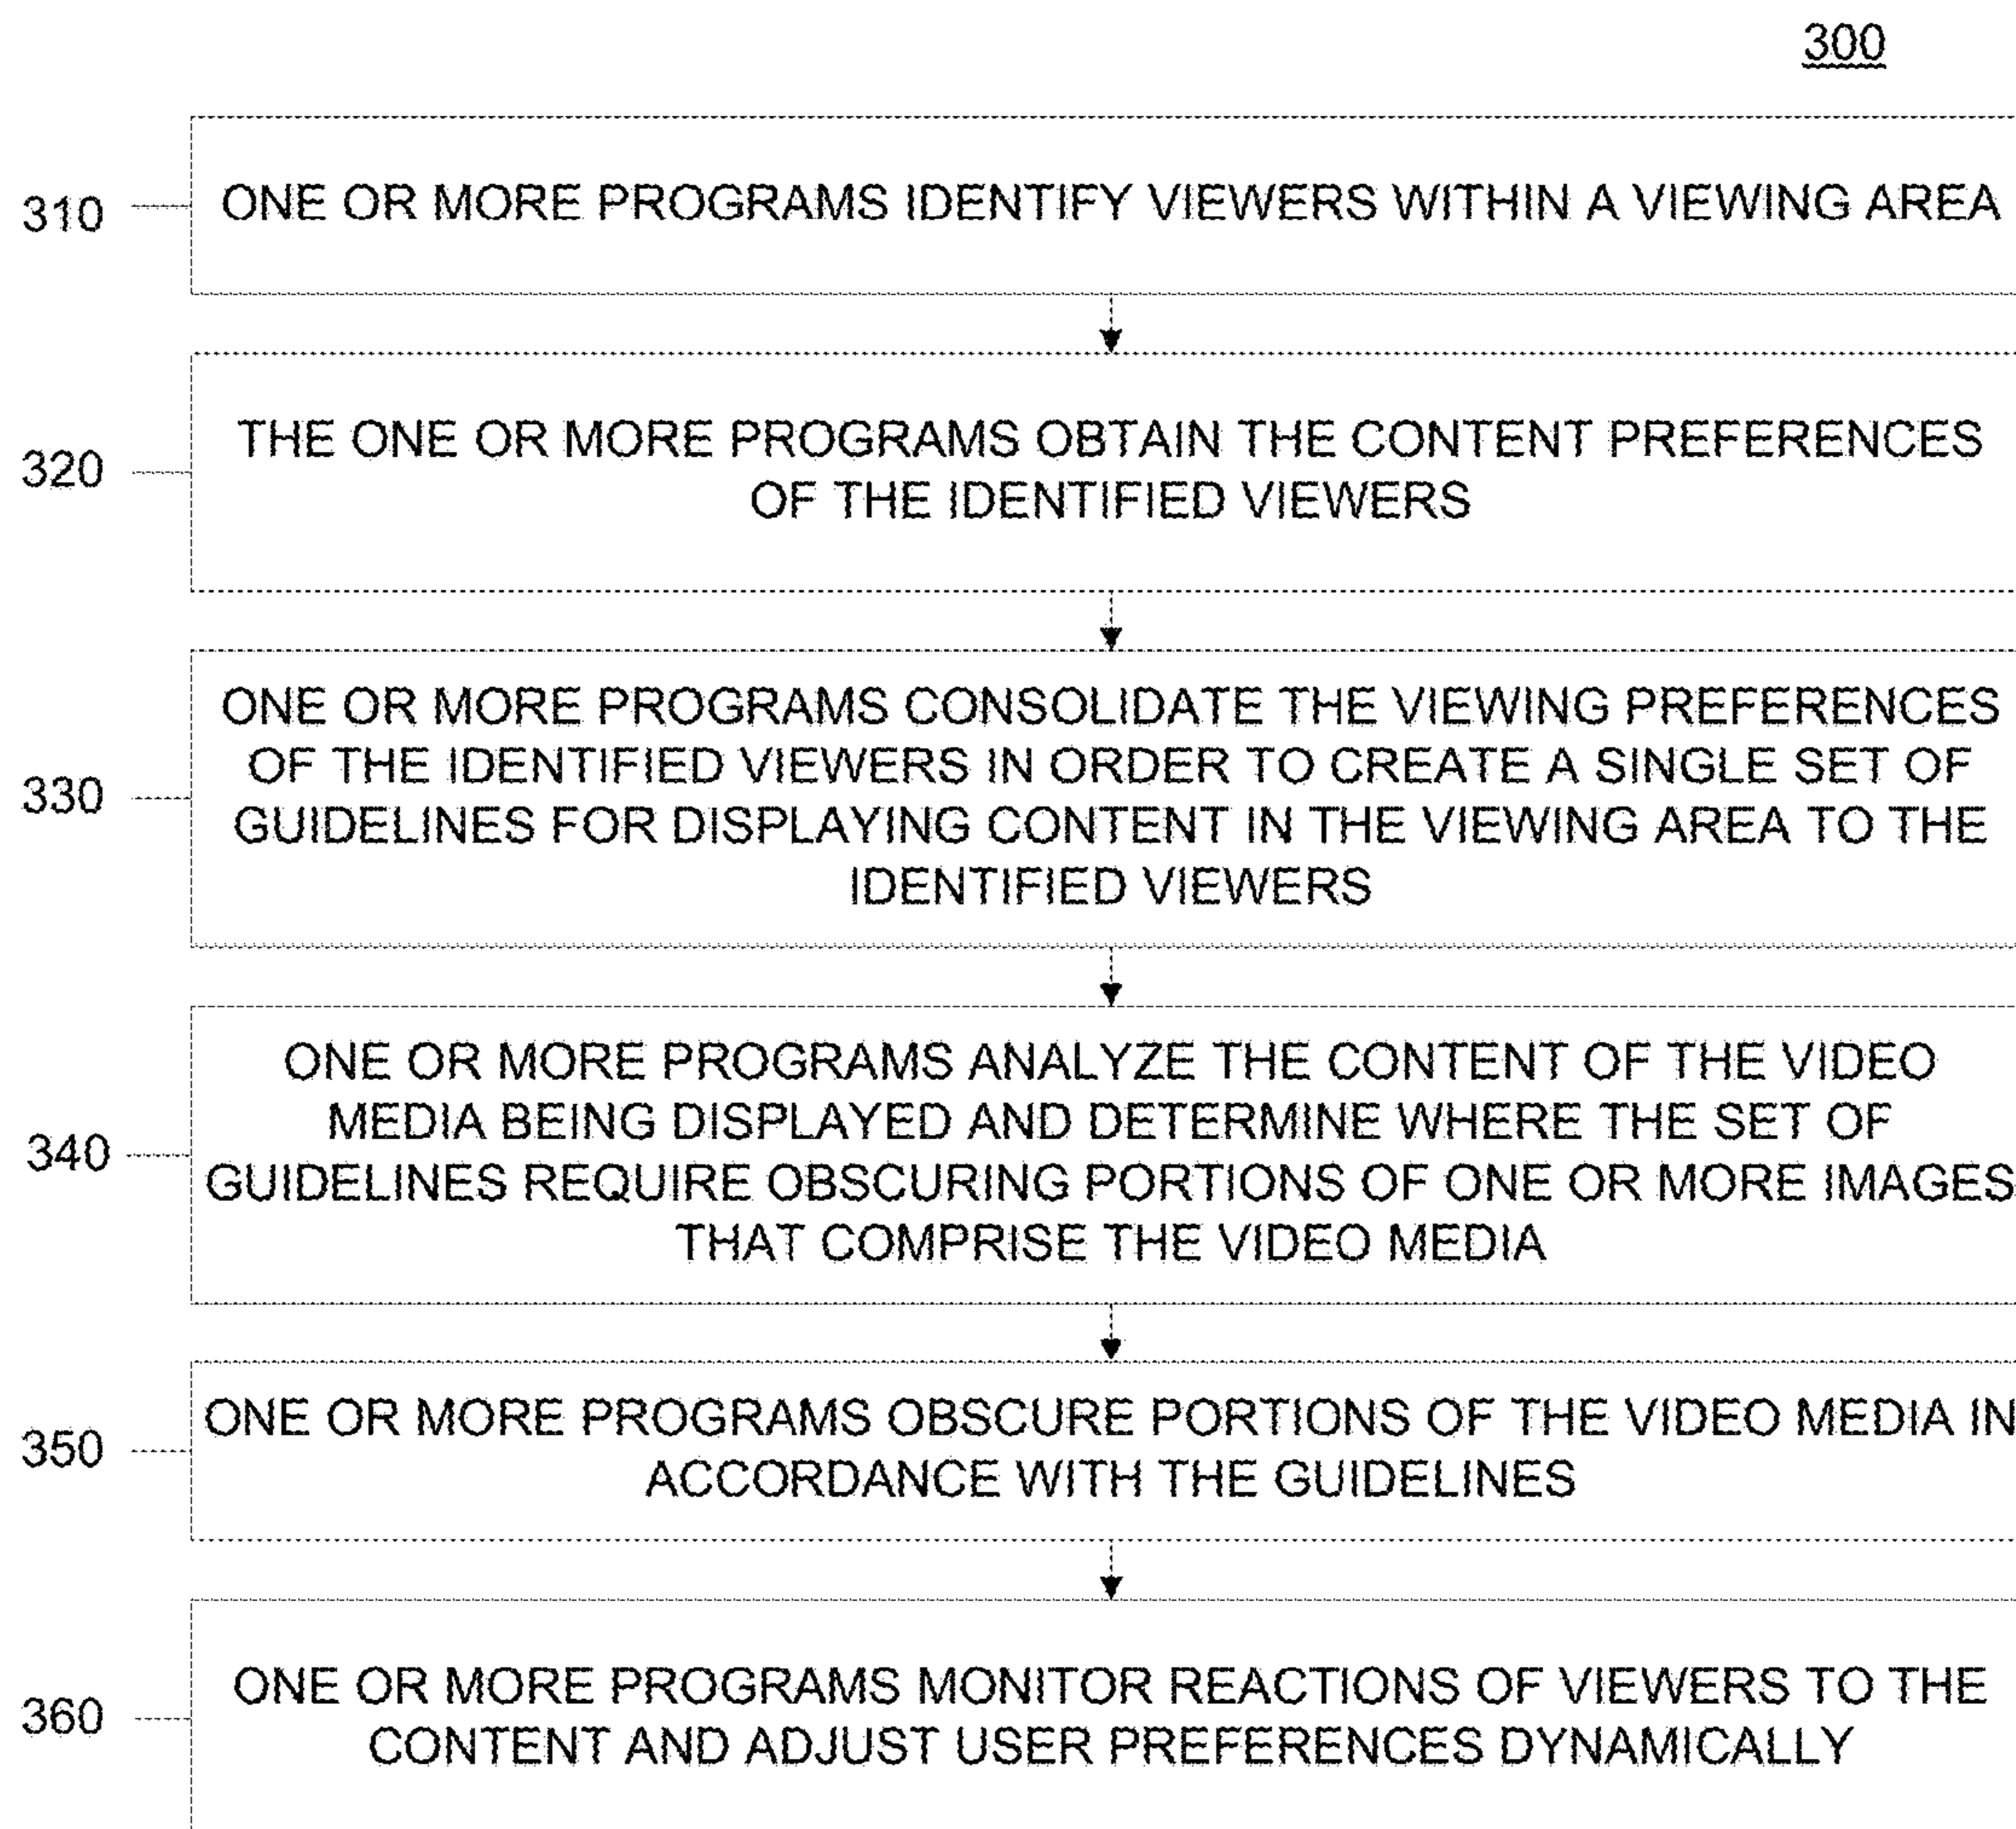 300
310
ONE OR MORE PROGRAMS IDENTIFY VIEWERS WITHIN A VIEWING AREA
320
THE ONE OR MORE PROGRAMS OBTAIN THE CONTENT PREFERENCES
OF THE IDENTIFIED VIEWERS
330
ONE OR MORE PROGRAMS CONSOLIDATE THE VIEWING PREFERENCES
OF THE IDENTIFIED VIEWERS IN ORDER TO CREATE A SINGLE SET OF
GUIDELINES FOR DISPLAYING CONTENT IN THE VIEWING AREA TO THE
IDENTIFIED VIEWERS
340
ONE OR MORE PROGRAMS ANALYZE THE CONTENT OF THE VIDEO
MEDIA BEING DISPLAYED AND DETERMINE WHERE THE SET OF
GUIDELINES REQUIRE OBSCURING PORTIONS OF ONE OR MORE IMAGES
THAT COMPRISE THE VIDEO MEDIA
350
ONE OR MORE PROGRAMS OBSCURE PORTIONS OF THE VIDEO MEDIA IN
ACCORDANCE WITH THE GUIDELINES
360
ONE OR MORE PROGRAMS MONITOR REACTIONS OF VIEWERS TO THE
CONTENT AND ADJUST USER PREFERENCES DYNAMICALLY